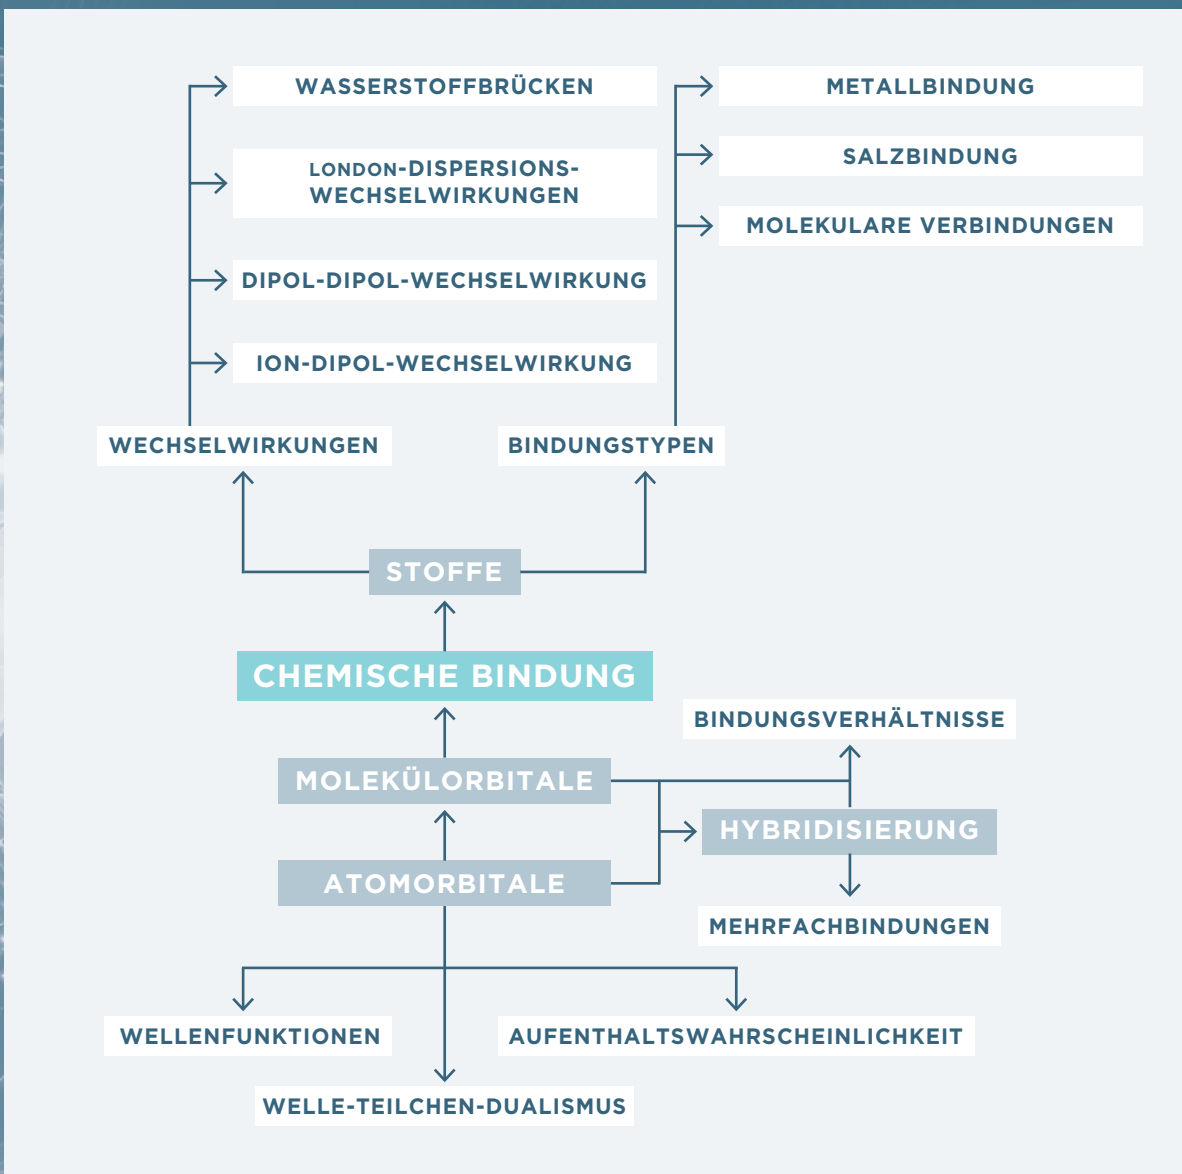 WASSERSTOFFBRÜCKEN
METALLBINDUNG
LONDON-DISPERSIONS-
WECHSELWIRKUNGEN
SALZBINDUNG
MOLEKULARE VERBINDUNGEN
DIPOL-DIPOL-WECHSELWIRKUNG
ION-DIPOL-WECHSELWIRKUNG
WECHSELWIRKUNGEN
BINDUNGSTYPEN
STOFFE
CHEMISCHE BINDUNG
BINDUNGSVERHÄLTNISSE
MOLEKÜLORBITALE
HYBRIDISIERUNG
ATOMORBITALE
MEHRFACHBINDUNGEN
WELLENFUNKTIONEN
AUFENTHALTSWAHRSCHEINLICHKEIT
WELLE-TEILCHEN-DUALISMUS